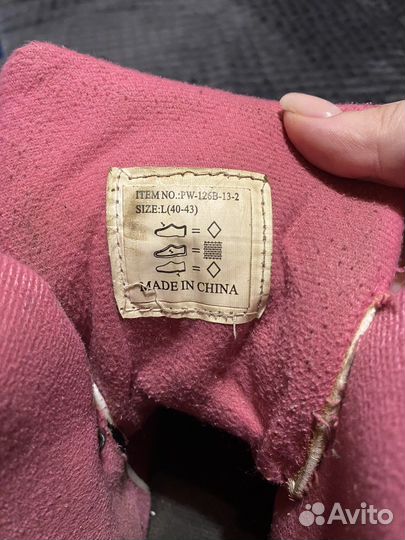 ITEM NO.:PW-126B-13-2
SIZE:L(40-43)
=
=
=
MADE IN CHINA
Avito